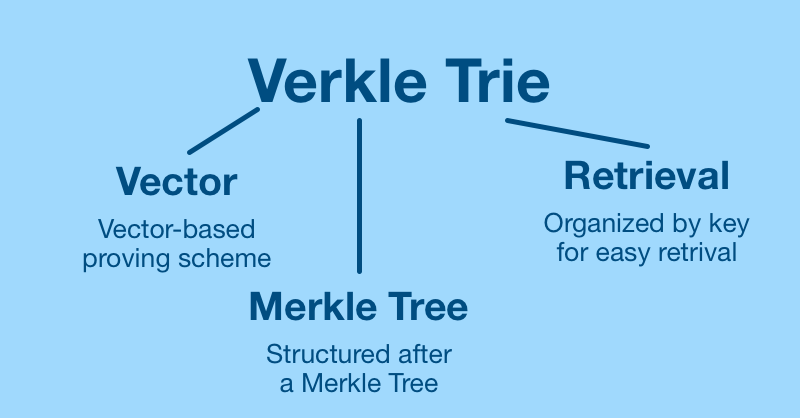 Verkle Trie
Vector
Vector-based
proving scheme
Merkle Tree
Structured after
a Merkle Tree
Retrieval
Organized by key
for easy retrival